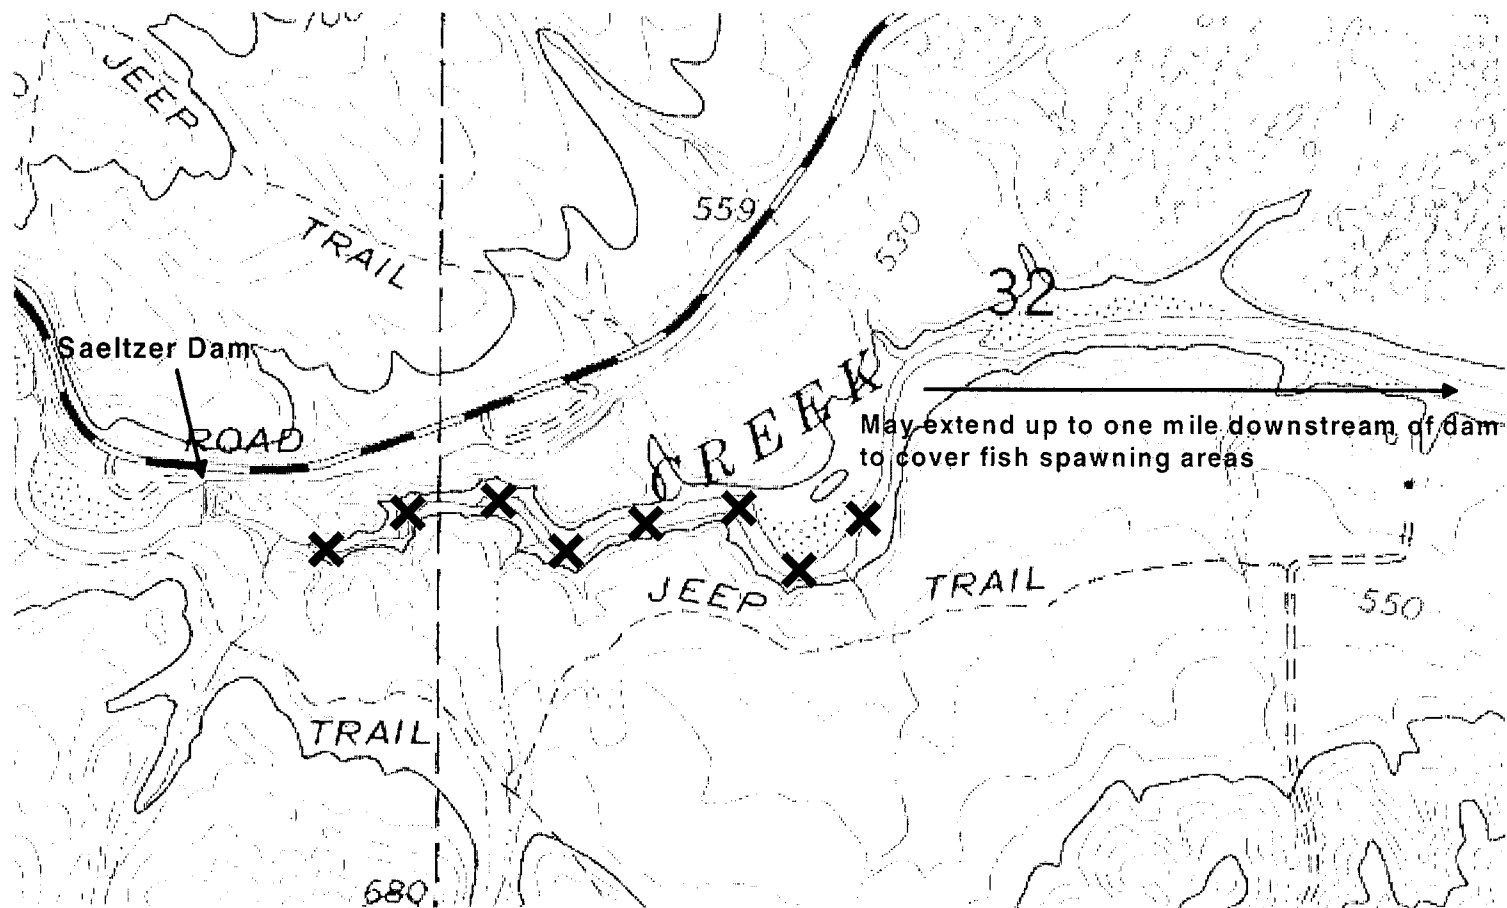 JEEP
TRAIL
559
530
32
Saeltzer Dam
ROAD
CREEK
May extend up to one mile downstream of dam
to cover fish spawning areas
JEEP
TRAIL
550
TRAIL
680